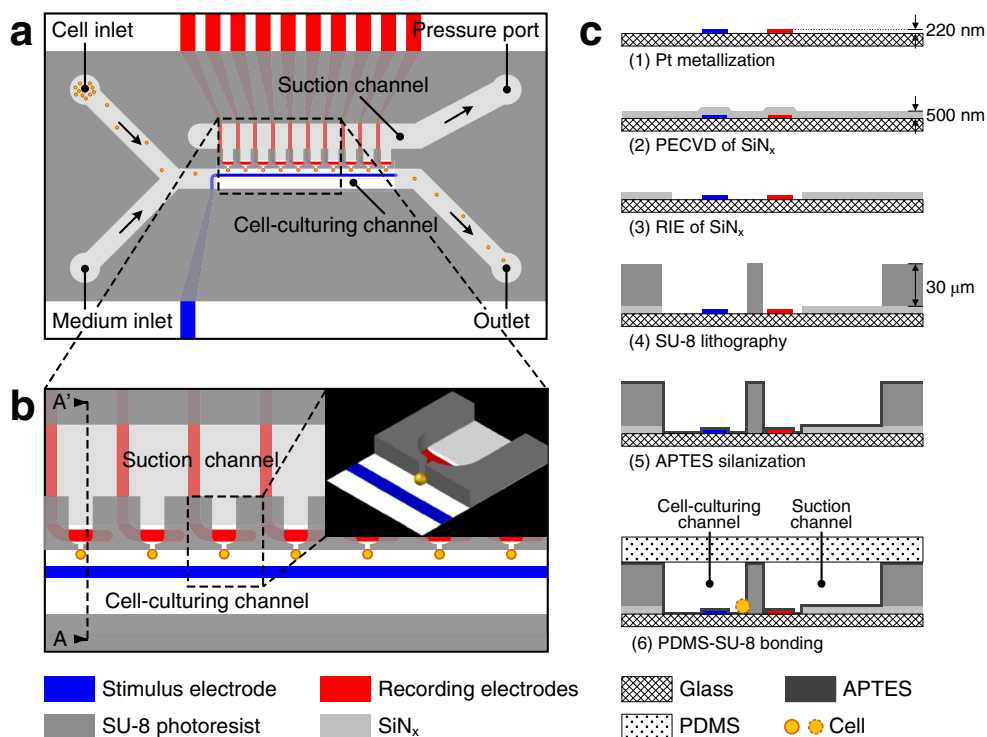 a
Cell inlet
Pressure port
Suction channel
Cell-culturing channel
Medium inlet
Outlet
b
A'
Suction channel
Cell-culturing channel
A
c
220 nm
(1) Pt metallization
500 nm
(2) PECVD of SiNₓ
(3) RIE of SiNₓ
30 μm
(4) SU-8 lithography
(5) APTES silanization
Cell-culturing
channel
Suction
channel
(6) PDMS-SU-8 bonding
Stimulus electrode
Recording electrodes
Glass
APTES
SU-8 photoresist
SiNₓ
PDMS
Cell